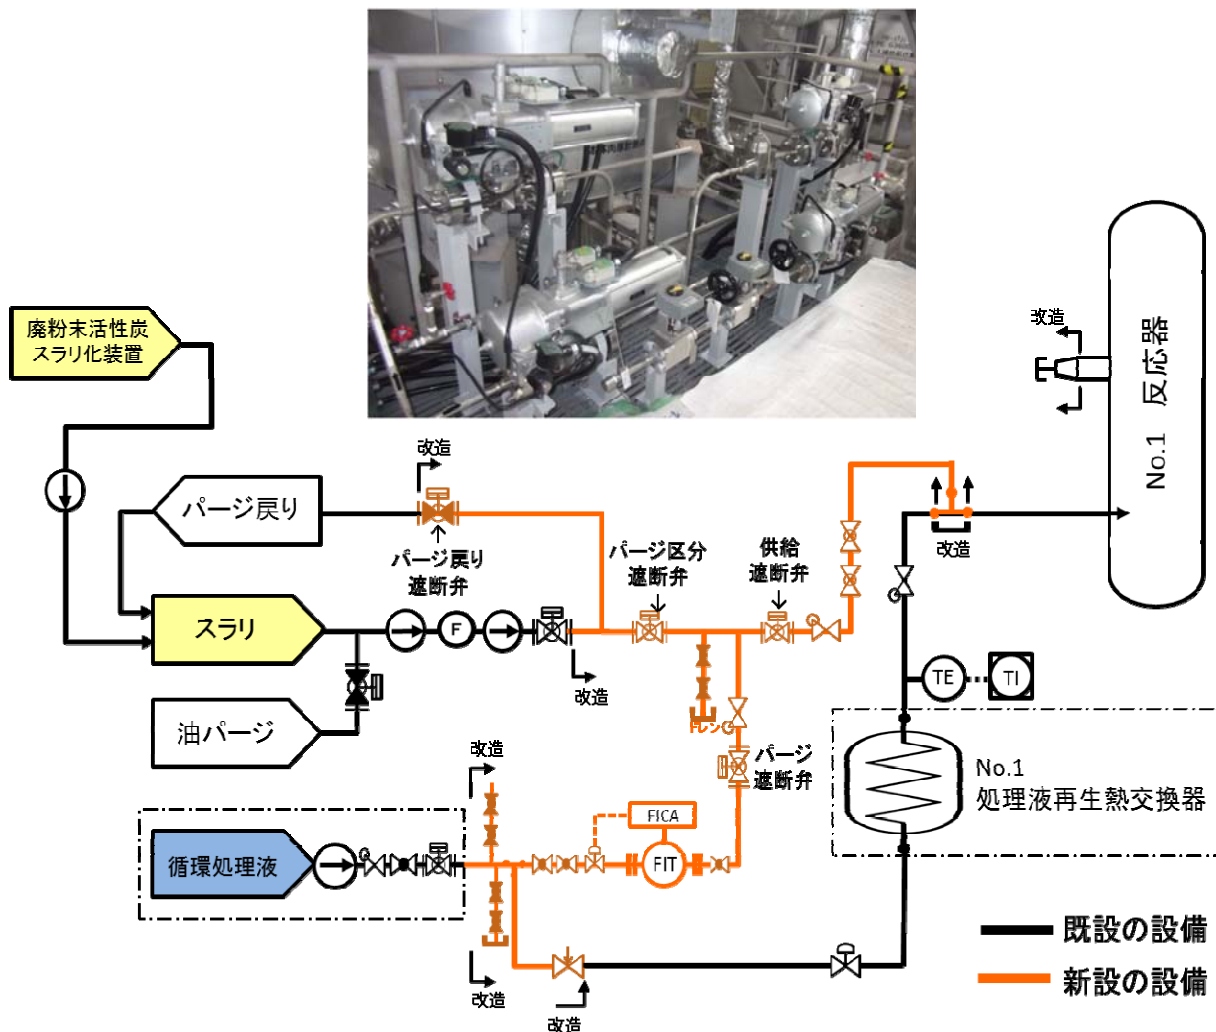 改造
No.1 反応器
廃粉末活性炭
スラリ化装置
改造
パージ戻り
パージ戻り
遮断弁
パージ区分
遮断弁
供給
遮断弁
改造
スラリ
F
改造
TE
TI
油パージ
ドレン
改造
パージ
遮断弁
No.1
処理液再生熱交換器
FICA
循環処理液
FIT
既設の設備
新設の設備
改造
改造